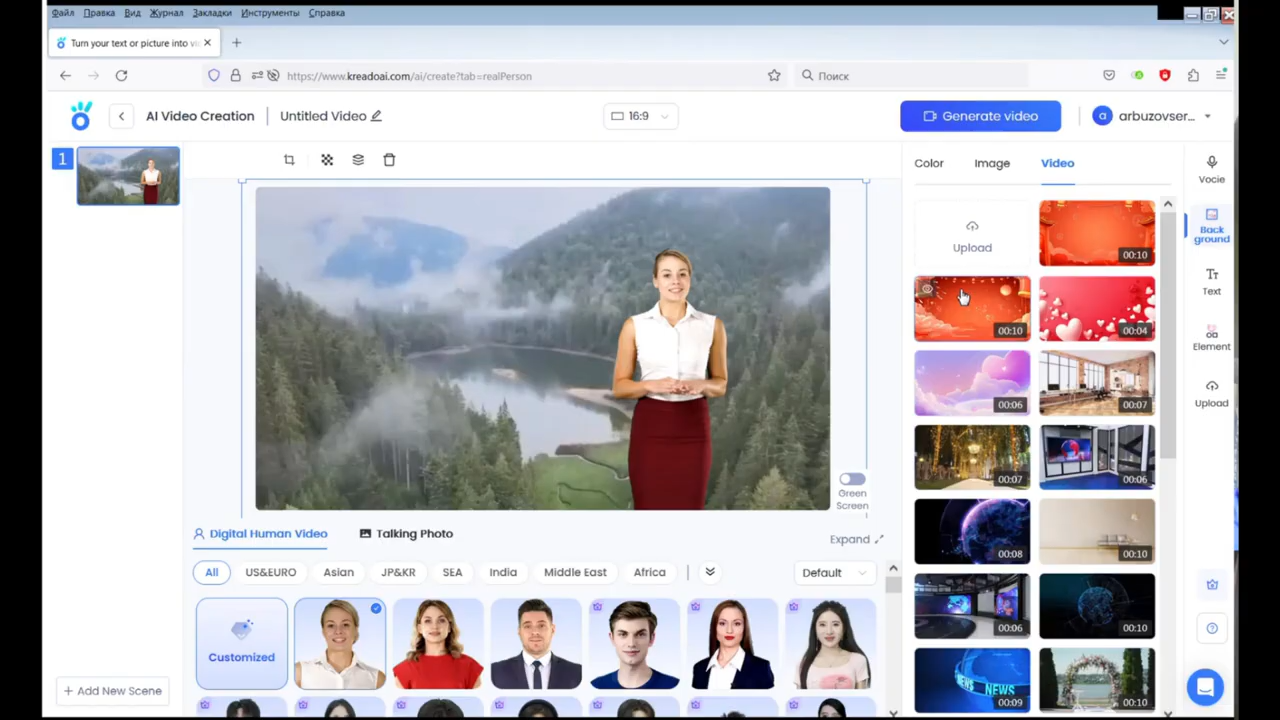 Файл Правка Вид Журнал Закладки Инструменты Справка
Turn your text or picture into vi
https://www.kreadoai.com/ai/create?tab=realPerson
Поиск
AI Video Creation
Untitled Video
16:9
Generate video
a
arbuzovser...
1
Color Image Video
Vocie
Upload
00:10
Back
ground
00:10
00:04
Text
00:06
00:07
Element
00:07
00:06
Upload
Green
Screen
00:08
00:10
Digital Human Video
Talking Photo
Expand
All US&EURO Asian JP&KR SEA India Middle East Africa
Default
00:06
00:10
Customized
NEWS NEWS
00:09
00:10
+ Add New Scene